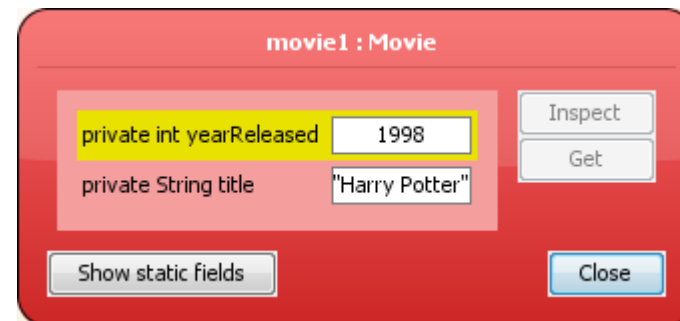 movie1 : Movie
private int yearReleased 1998
Inspect
Get
private String title "Harry Potter"
Show static fields
Close